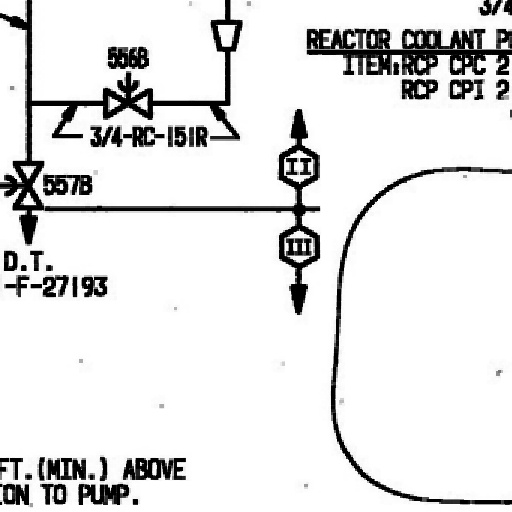 3/4
REACTOR COOLANT P
ITEM:RCP CPC 2
RCP CPI 2
556B
3/4-RC-151R
II
557B
III
D.T.
-F-27193
FT.(MIN.) ABOVE
ION TO PUMP.